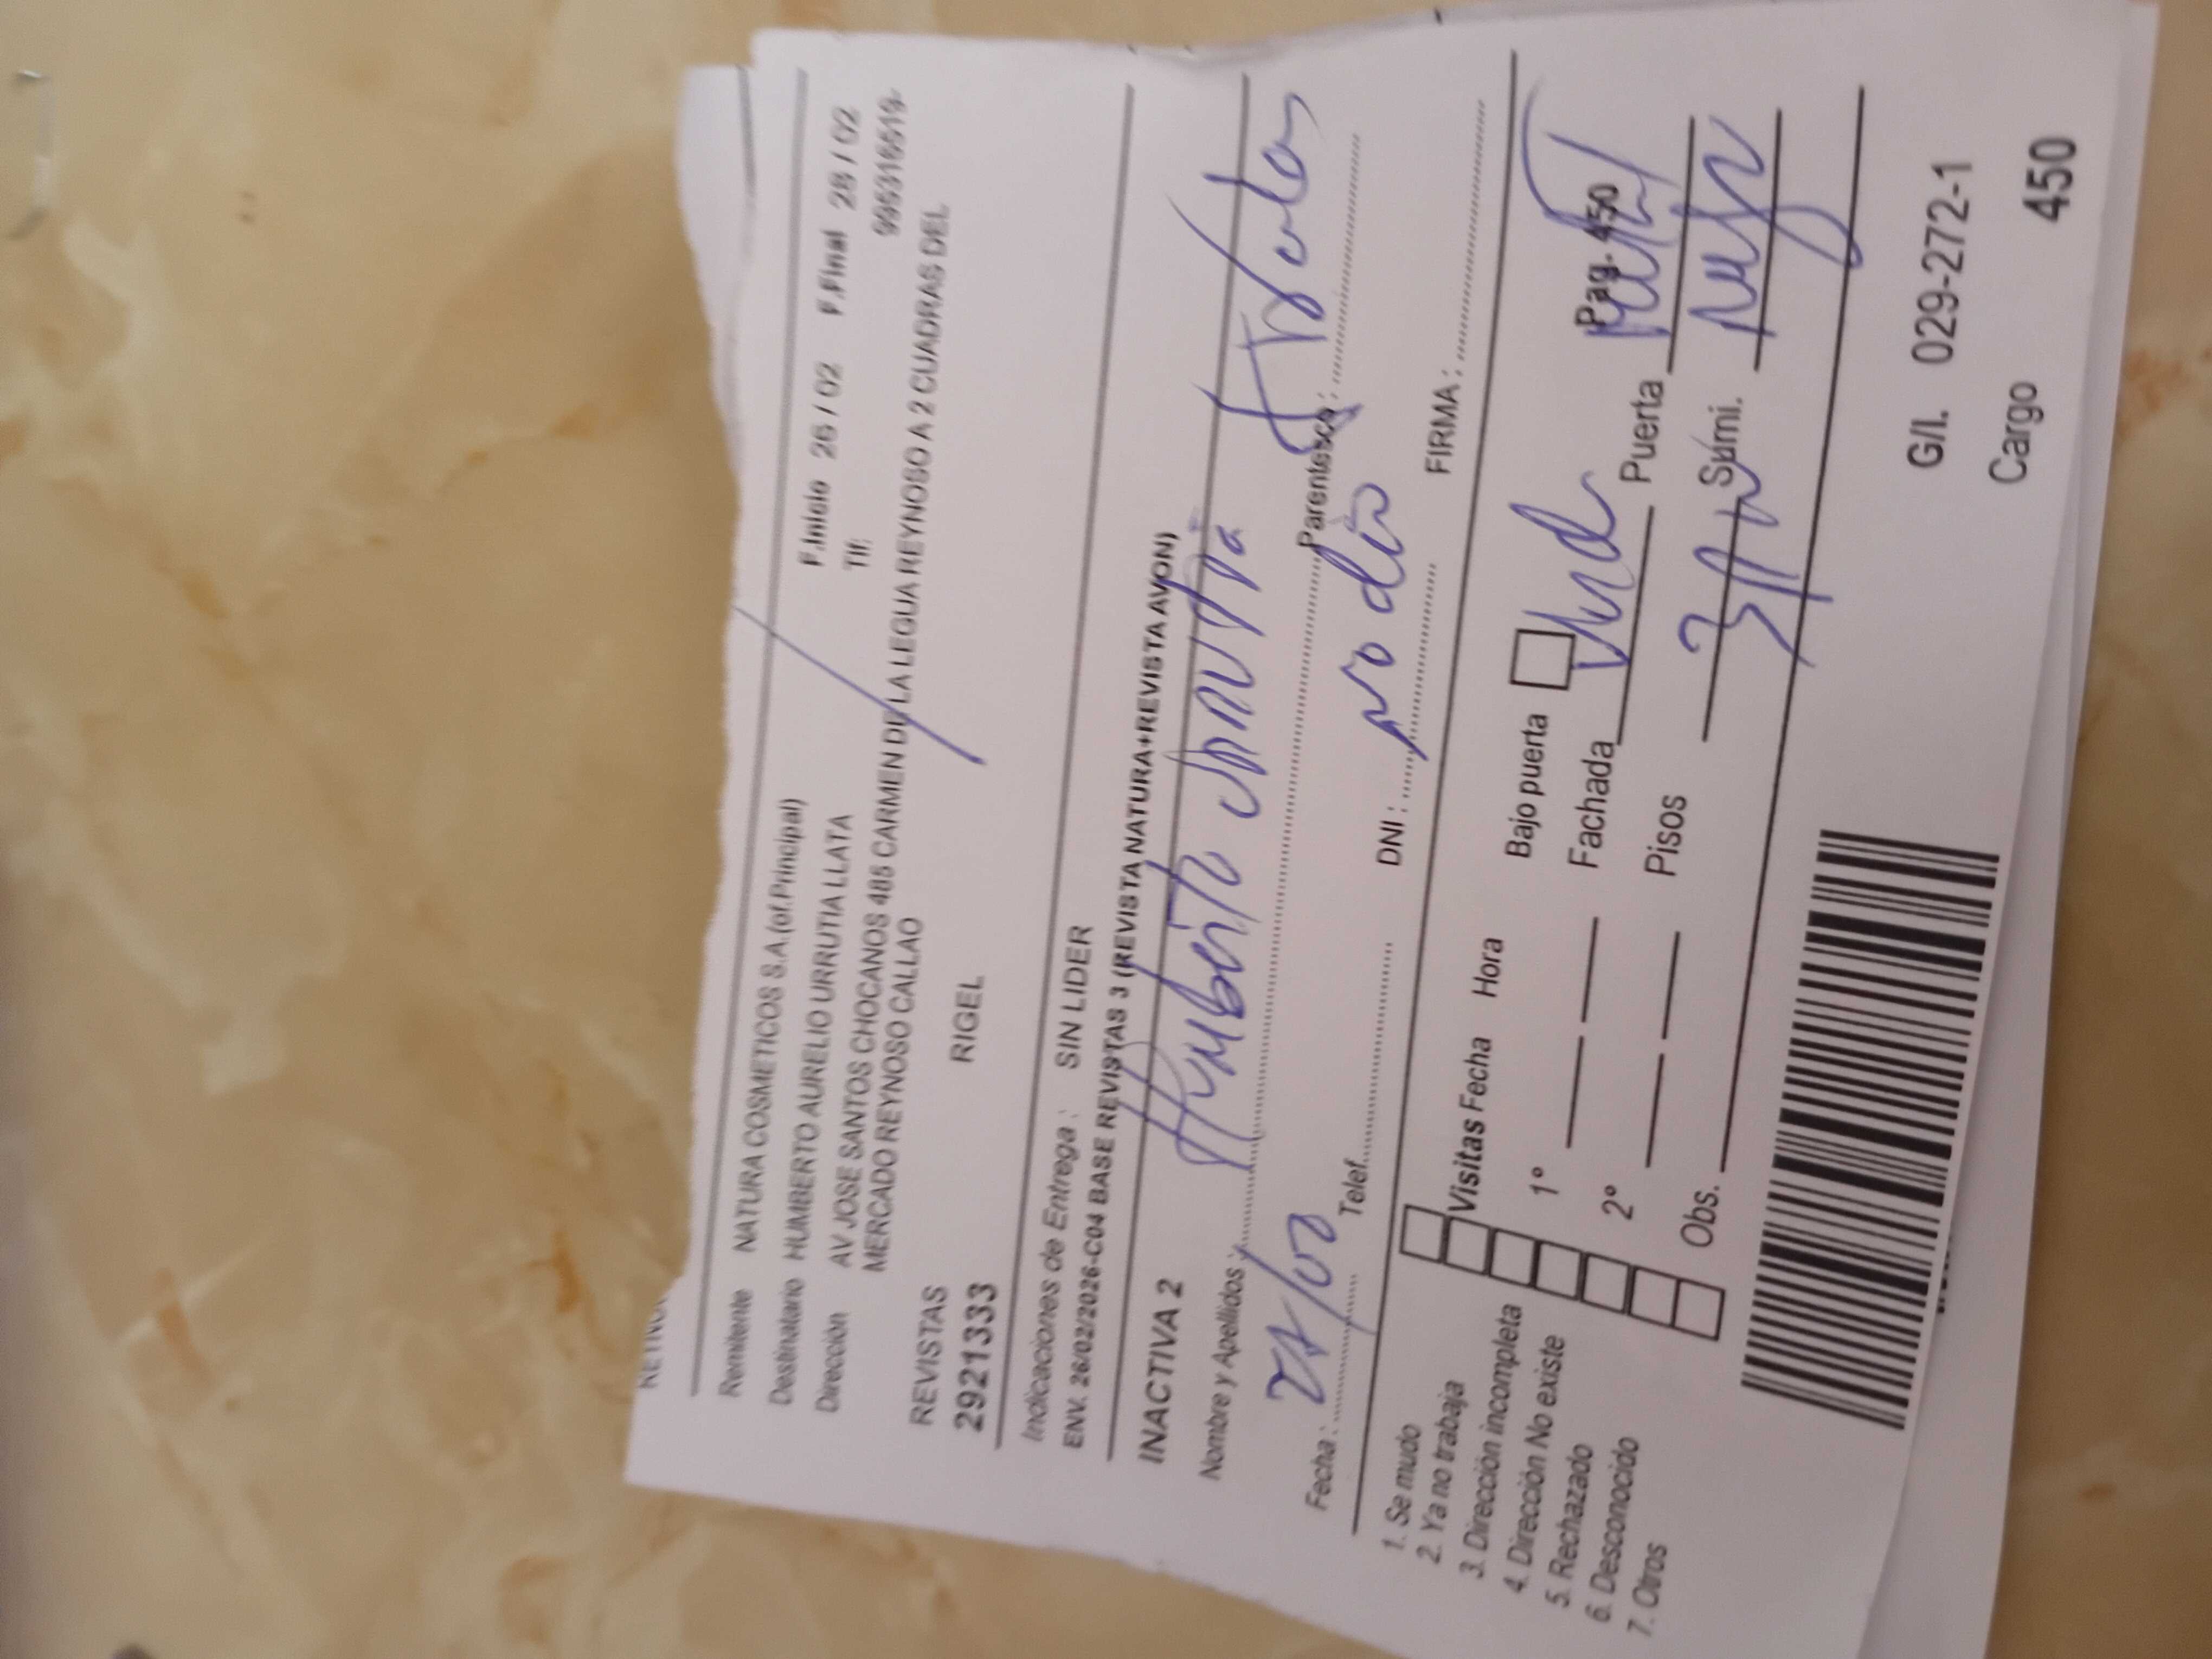 Remitente NATURA COSMETICOS S.A.(of.Principal)
Destinatario HUMBERTO AURELIO URRUTIA LLATA F.Inicio 26 / 02 F.Final 28 / 02
Dirección AV JOSE SANTOS CHOCANOS 485 CARMEN DE LA LEGUA REYNOSO A 2 CUADRAS DEL
MERCADO REYNOSO CALLAO
Tlf:
REVISTAS
2921333 RIGEL
Indicaciones de Entrega : SIN LIDER
ENV. 26/02/2026-C04 BASE REVISTAS 3 (REVISTA NATURA+REVISTA AVON)
INACTIVA 2
Nombre y Apellidos : Humberto
Fecha : Telef. Parentesco :
DNI : no dio FIRMA :
1. Se mudo
2. Ya no trabaja
3. Dirección incompleta
4. Dirección No existe
5. Rechazado
6. Desconocido
7. Otros
Visitas Fecha Hora Bajo puerta Pag. 450
1º Fachada Puerta
2º Pisos Sumi.
Obs.
G/I. 029-272-1
Cargo 450